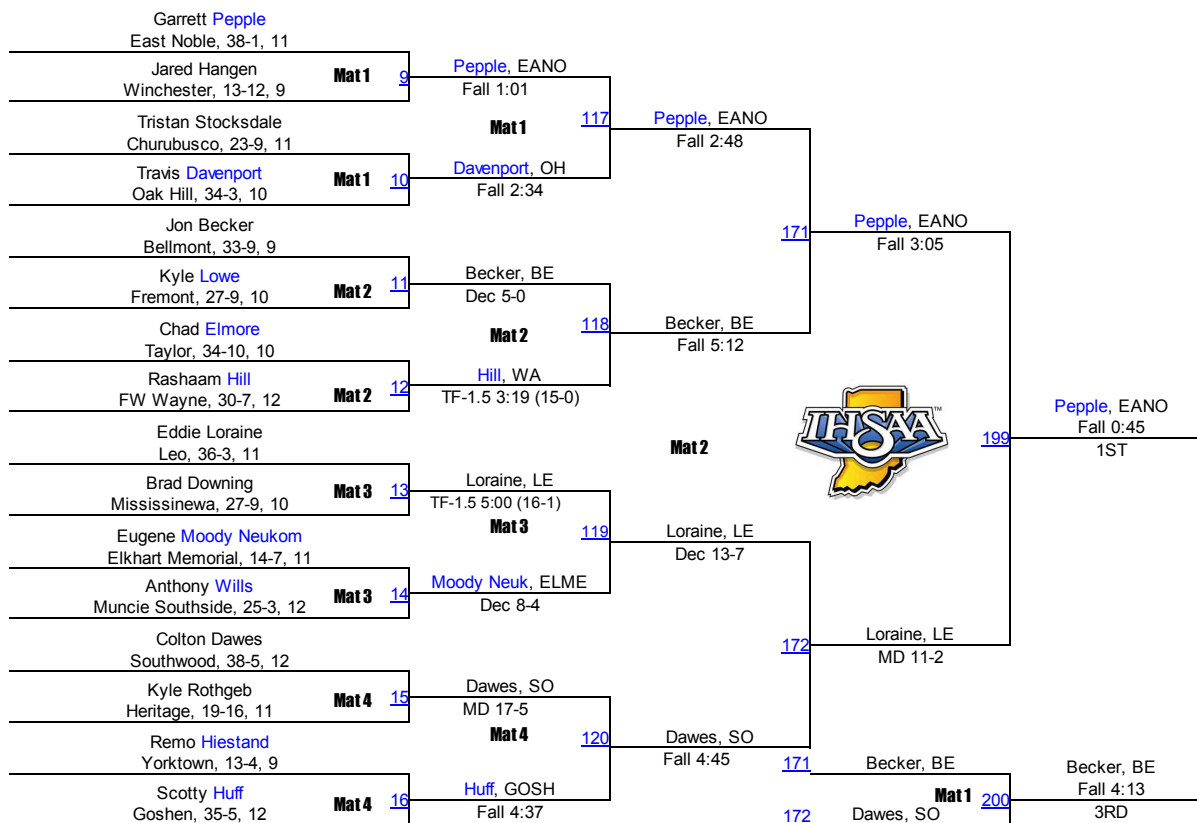 Garrett Pepple
East Noble, 38-1, 11
Jared Hangen
Winchester, 13-12, 9
Mat 1
9
Tristan Stocksdale
Churubusco, 23-9, 11
Travis Davenport
Oak Hill, 34-3, 10
Mat 1
10
Jon Becker
Bellmont, 33-9, 9
Kyle Lowe
Fremont, 27-9, 10
Mat 2
11
Chad Elmore
Taylor, 34-10, 10
Rashaam Hill
FW Wayne, 30-7, 12
Mat 2
12
Eddie Loraine
Leo, 36-3, 11
Brad Downing
Mississinewa, 27-9, 10
Mat 3
13
Eugene Moody Neukom
Elkhart Memorial, 14-7, 11
Anthony Wills
Muncie Southside, 25-3, 12
Mat 3
14
Colton Dawes
Southwood, 38-5, 12
Kyle Rothgeb
Heritage, 19-16, 11
Mat 4
15
Remo Hiestand
Yorktown, 13-4, 9
Scotty Huff
Goshen, 35-5, 12
Mat 4
16
Pepple, EANO
Fall 1:01
Mat 1
117
Davenport, OH
Fall 2:34
Becker, BE
Dec 5-0
Mat 2
118
Hill, WA
TF-1.5 3:19 (15-0)
Loraine, LE
TF-1.5 5:00 (16-1)
Mat 3
119
Moody Neuk, ELME
Dec 8-4
Dawes, SO
MD 17-5
Mat 4
120
Huff, GOSH
Fall 4:37
Pepple, EANO
Fall 2:48
171
Becker, BE
Fall 5:12
Mat 2
Loraine, LE
Dec 13-7
172
Dawes, SO
Fall 4:45
Pepple, EANO
Fall 3:05
IHSAA™
199
Loraine, LE
MD 11-2
Pepple, EANO
Fall 0:45
1ST
171
Becker, BE
Mat 1
200
172
Dawes, SO
Becker, BE
Fall 4:13
3RD